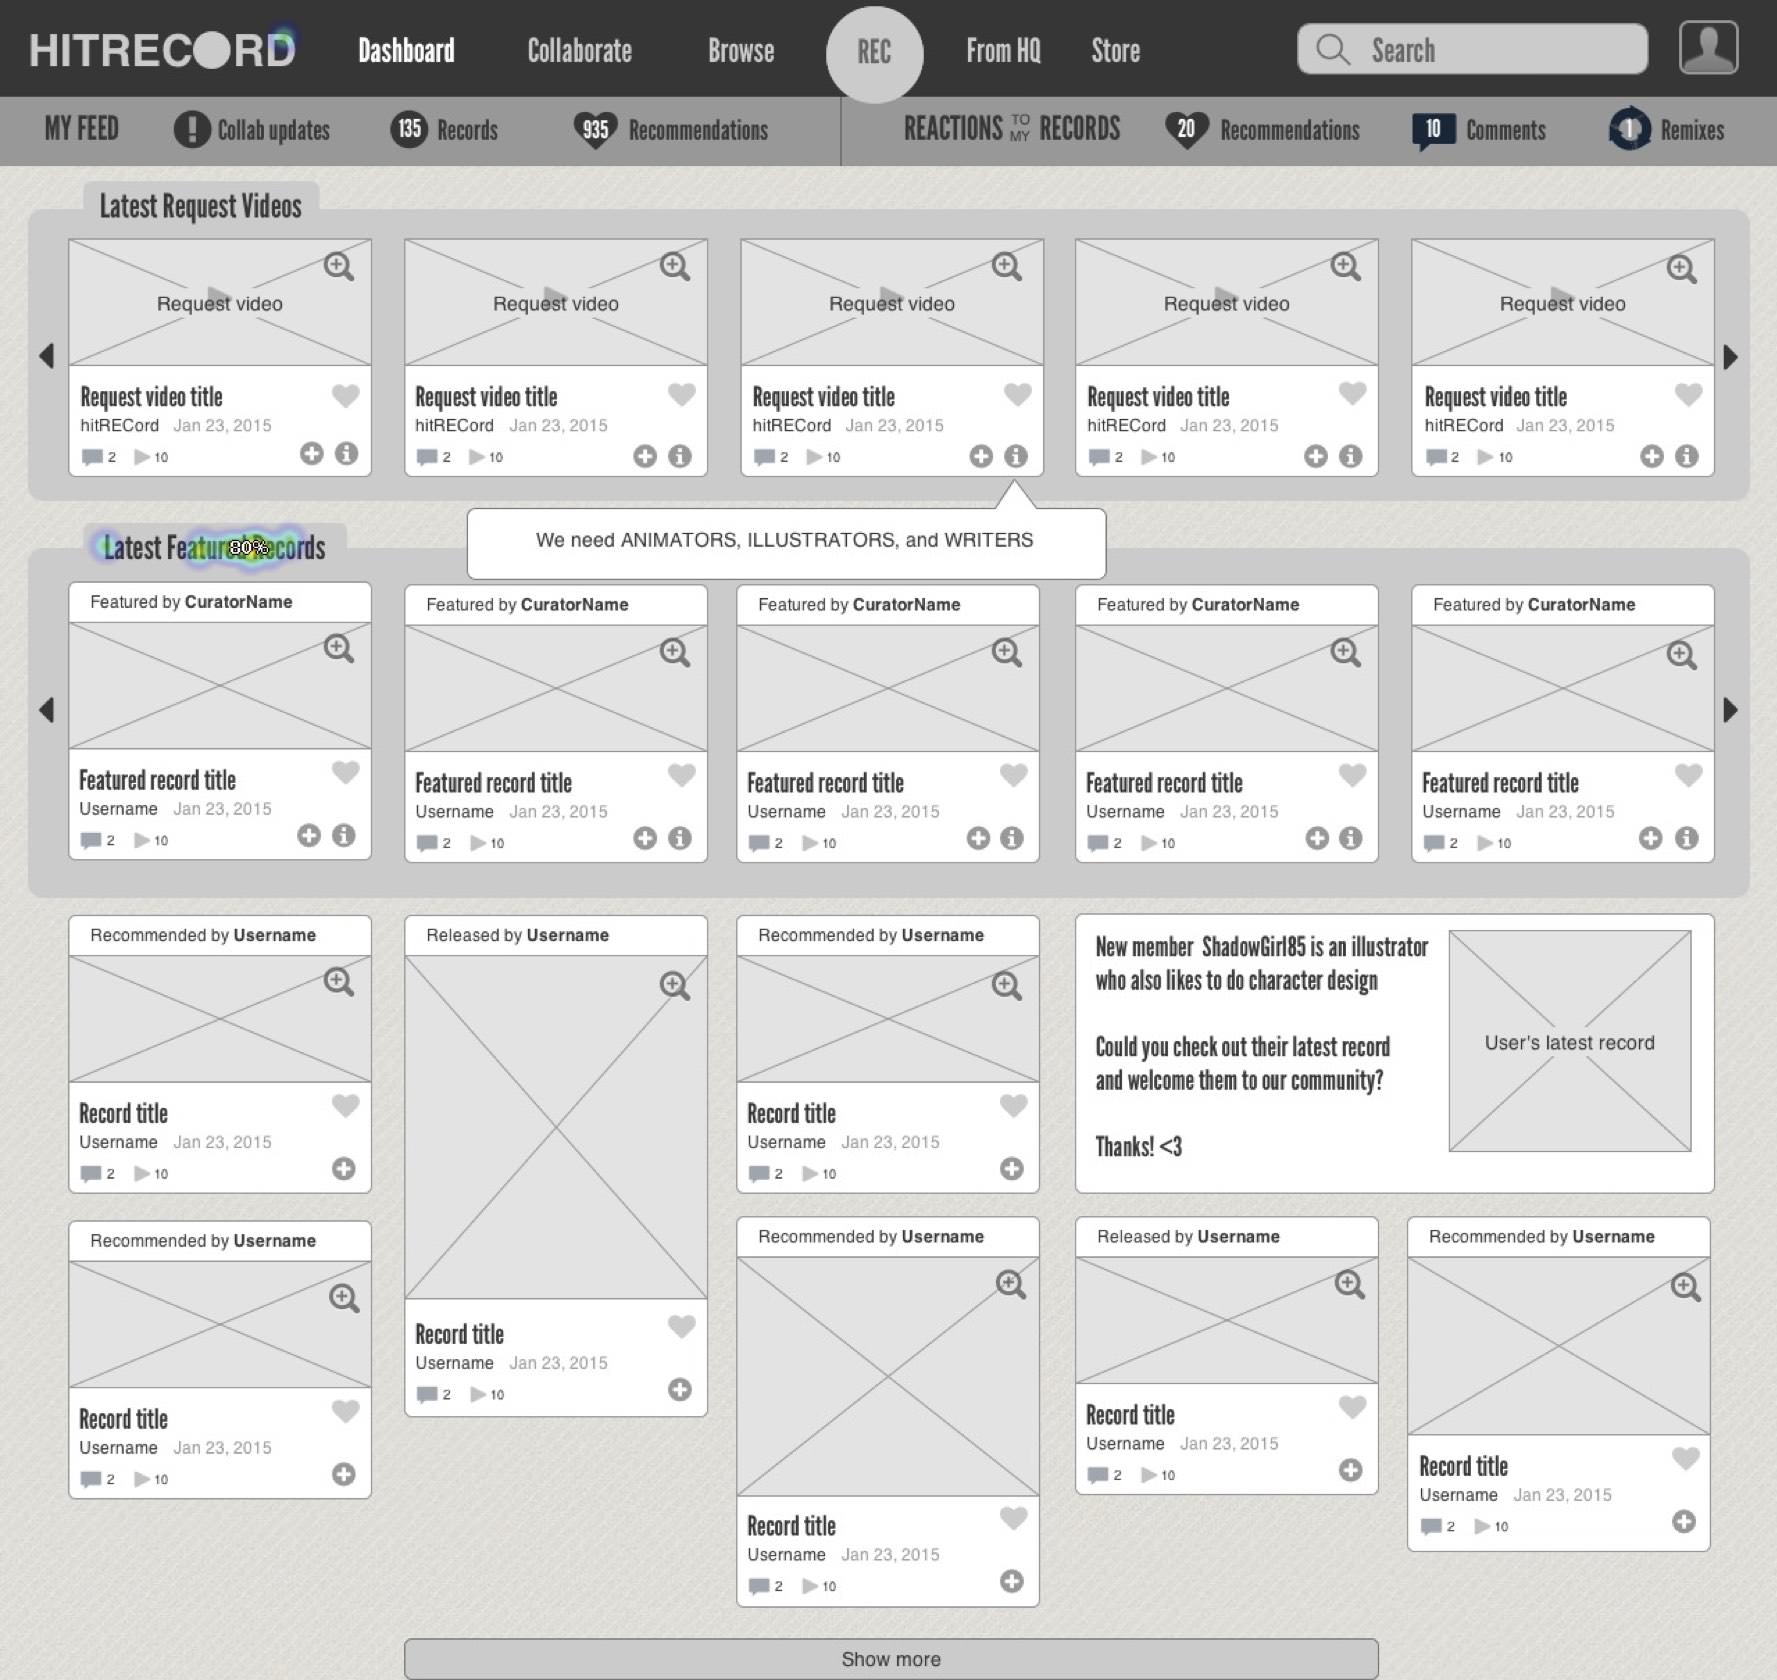 HITRECORD Dashboard Collaborate Browse REC From HQ Store Search
MY FEED ! Collab updates 135 Records 935 Recommendations REACTIONS TO MY RECORDS 20 Recommendations 10 Comments 1 Remixes
Latest Request Videos
Request video Request video Request video Request video Request video
Request video title Request video title Request video title Request video title Request video title
hitRECord Jan 23, 2015 hitRECord Jan 23, 2015 hitRECord Jan 23, 2015 hitRECord Jan 23, 2015 hitRECord Jan 23, 2015
2 10 2 10 2 10 2 10 2 10
We need ANIMATORS, ILLUSTRATORS, and WRITERS
Latest Featured Records
80%
Featured by CuratorName Featured by CuratorName Featured by CuratorName Featured by CuratorName Featured by CuratorName
Featured record title Featured record title Featured record title Featured record title Featured record title
Username Jan 23, 2015 Username Jan 23, 2015 Username Jan 23, 2015 Username Jan 23, 2015 Username Jan 23, 2015
2 10 2 10 2 10 2 10 2 10
Recommended by Username
Record title
Username Jan 23, 2015
2 10
Released by Username
Record title
Username Jan 23, 2015
2 10
Recommended by Username
Record title
Username Jan 23, 2015
2 10
New member ShadowGirl85 is an illustrator
who also likes to do character design
Could you check out their latest record
and welcome them to our community?
Thanks! <3
User's latest record
Recommended by Username
Record title
Username Jan 23, 2015
2 10
Recommended by Username
Record title
Username Jan 23, 2015
2 10
Released by Username
Record title
Username Jan 23, 2015
2 10
Recommended by Username
Record title
Username Jan 23, 2015
2 10
Show more